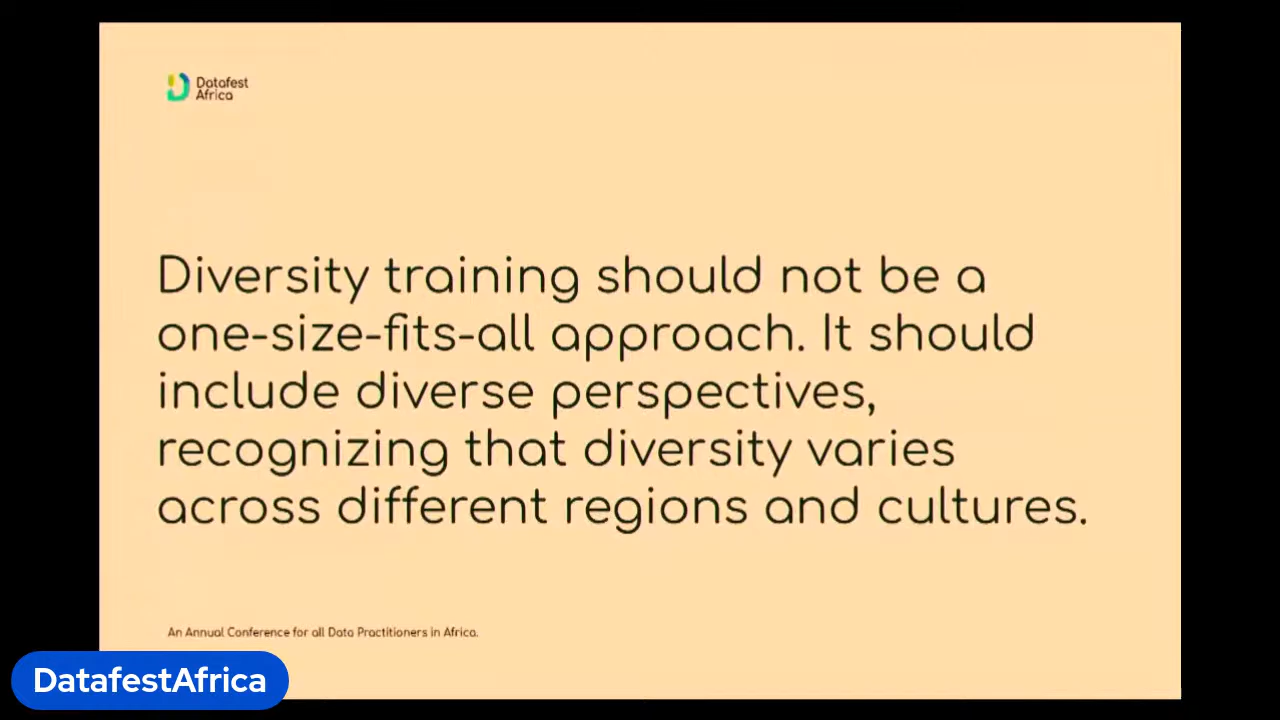 Datafest
Africa
Diversity training should not be a
one-size-fits-all approach. It should
include diverse perspectives,
recognizing that diversity varies
across different regions and cultures.
An Annual Conference for all Data Practitioners in Africa.
DatafestAfrica